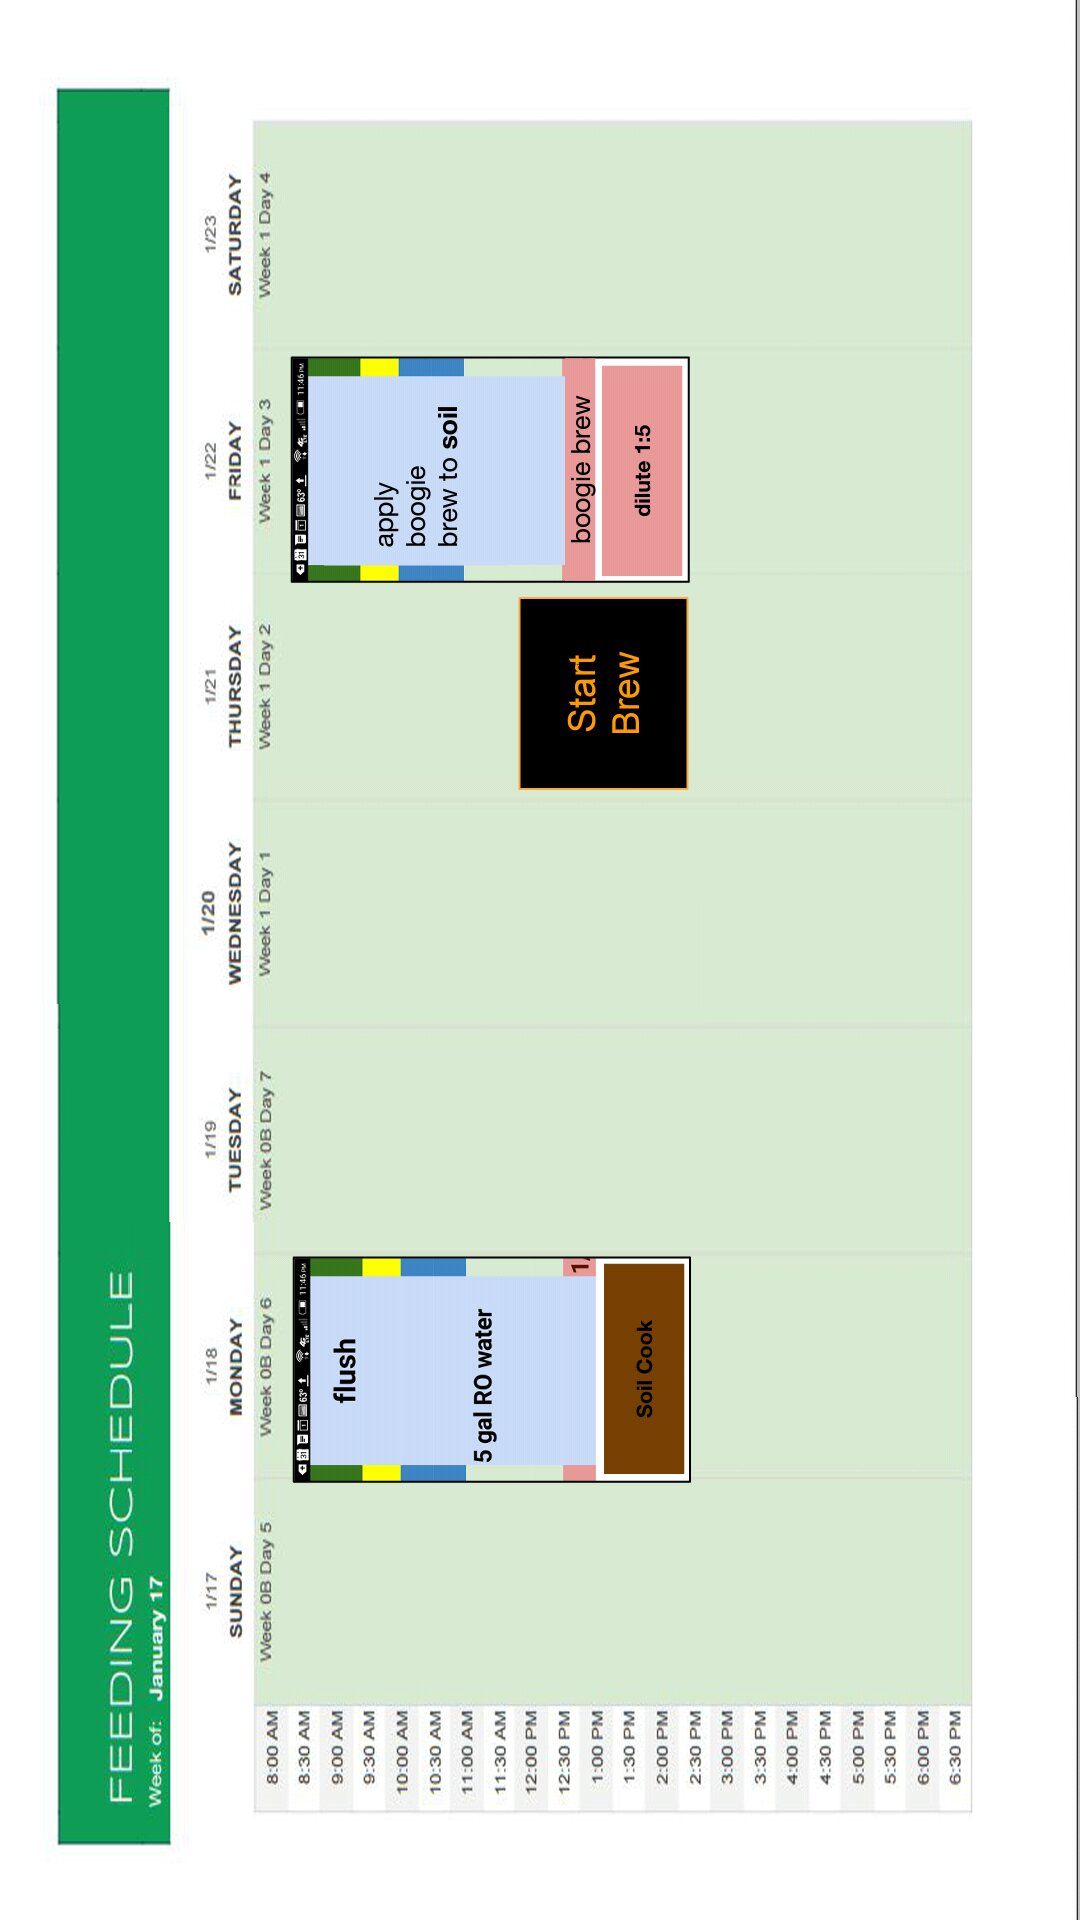 FEEDING SCHEDULE
Week of: January 17
1/17 1/18 1/19 1/20 1/21 1/22 1/23
SUNDAY MONDAY TUESDAY WEDNESDAY THURSDAY FRIDAY SATURDAY
Week 0B Day 5 Week 0B Day 6 Week 0B Day 7 Week 1 Day 1 Week 1 Day 2 Week 1 Day 3 Week 1 Day 4
8:00 AM
8:30 AM
9:00 AM
9:30 AM
10:00 AM
10:30 AM
11:00 AM
11:30 AM
12:00 PM
12:30 PM
1:00 PM
1:30 PM
2:00 PM
2:30 PM
3:00 PM
3:30 PM
4:00 PM
4:30 PM
5:00 PM
5:30 PM
6:00 PM
6:30 PM
31 63° 4G 11:46 PM
flush
5 gal RO water
1/
Soil Cook
Start
Brew
31 63° 4G 11:46 PM
apply
boogie
brew to soil
boogie brew
dilute 1:5